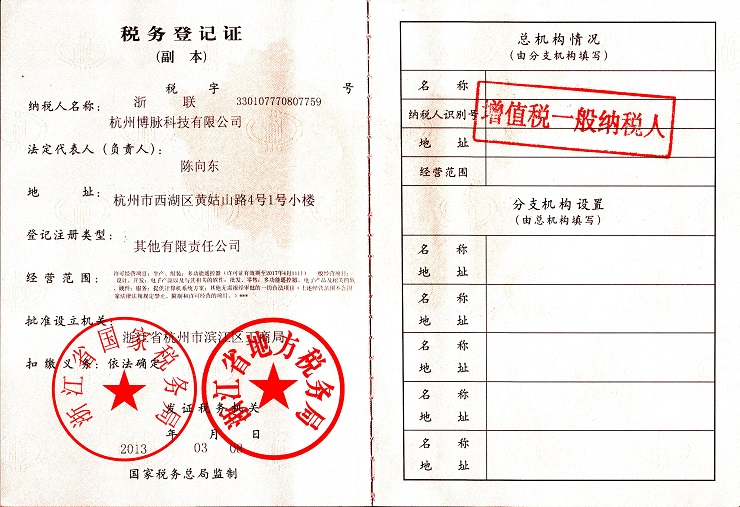 税务登记证
(副 本)
税 字 号
浙 联 330107770807759
纳税人名称:
杭州博脉科技有限公司
法定代表人(负责人):
陈向东
地 址:
杭州市西湖区黄姑山路4号1号小楼
登记注册类型:
其他有限责任公司
经营范围:
批准设立机关:
浙江省杭州市滨江区工商局
扣缴义务:依法确定
浙江省国家税务局
浙江省地方税务局
发证税务机关
年 月 日
2013 03 08
国家税务总局监制
总机构情况
(由分支机构填写)
名 称
纳税人识别号
增值税一般纳税人
地 址
经营范围
分支机构设置
(由总机构填写)
名 称
地 址
名 称
地 址
名 称
地 址
名 称
地 址
名 称
地 址